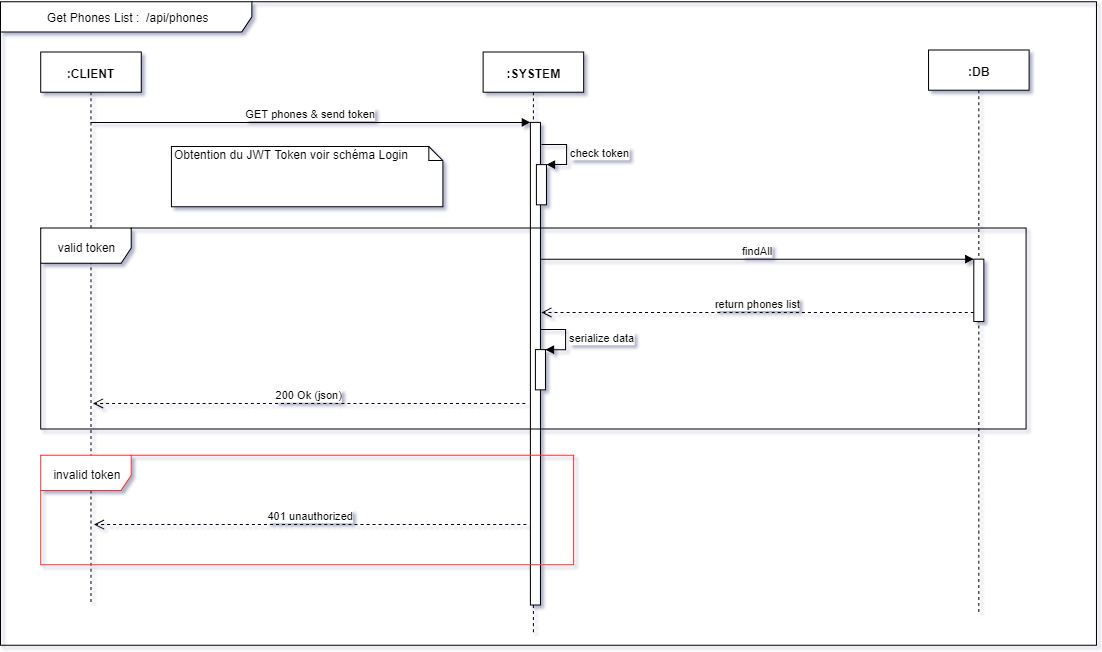 Get Phones List : /api/phones
:CLIENT
:SYSTEM
:DB
GET phones & send token
Obtention du JWT Token voir schéma Login
check token
valid token
findAll
return phones list
serialize data
200 Ok (json)
invalid token
401 unauthorized